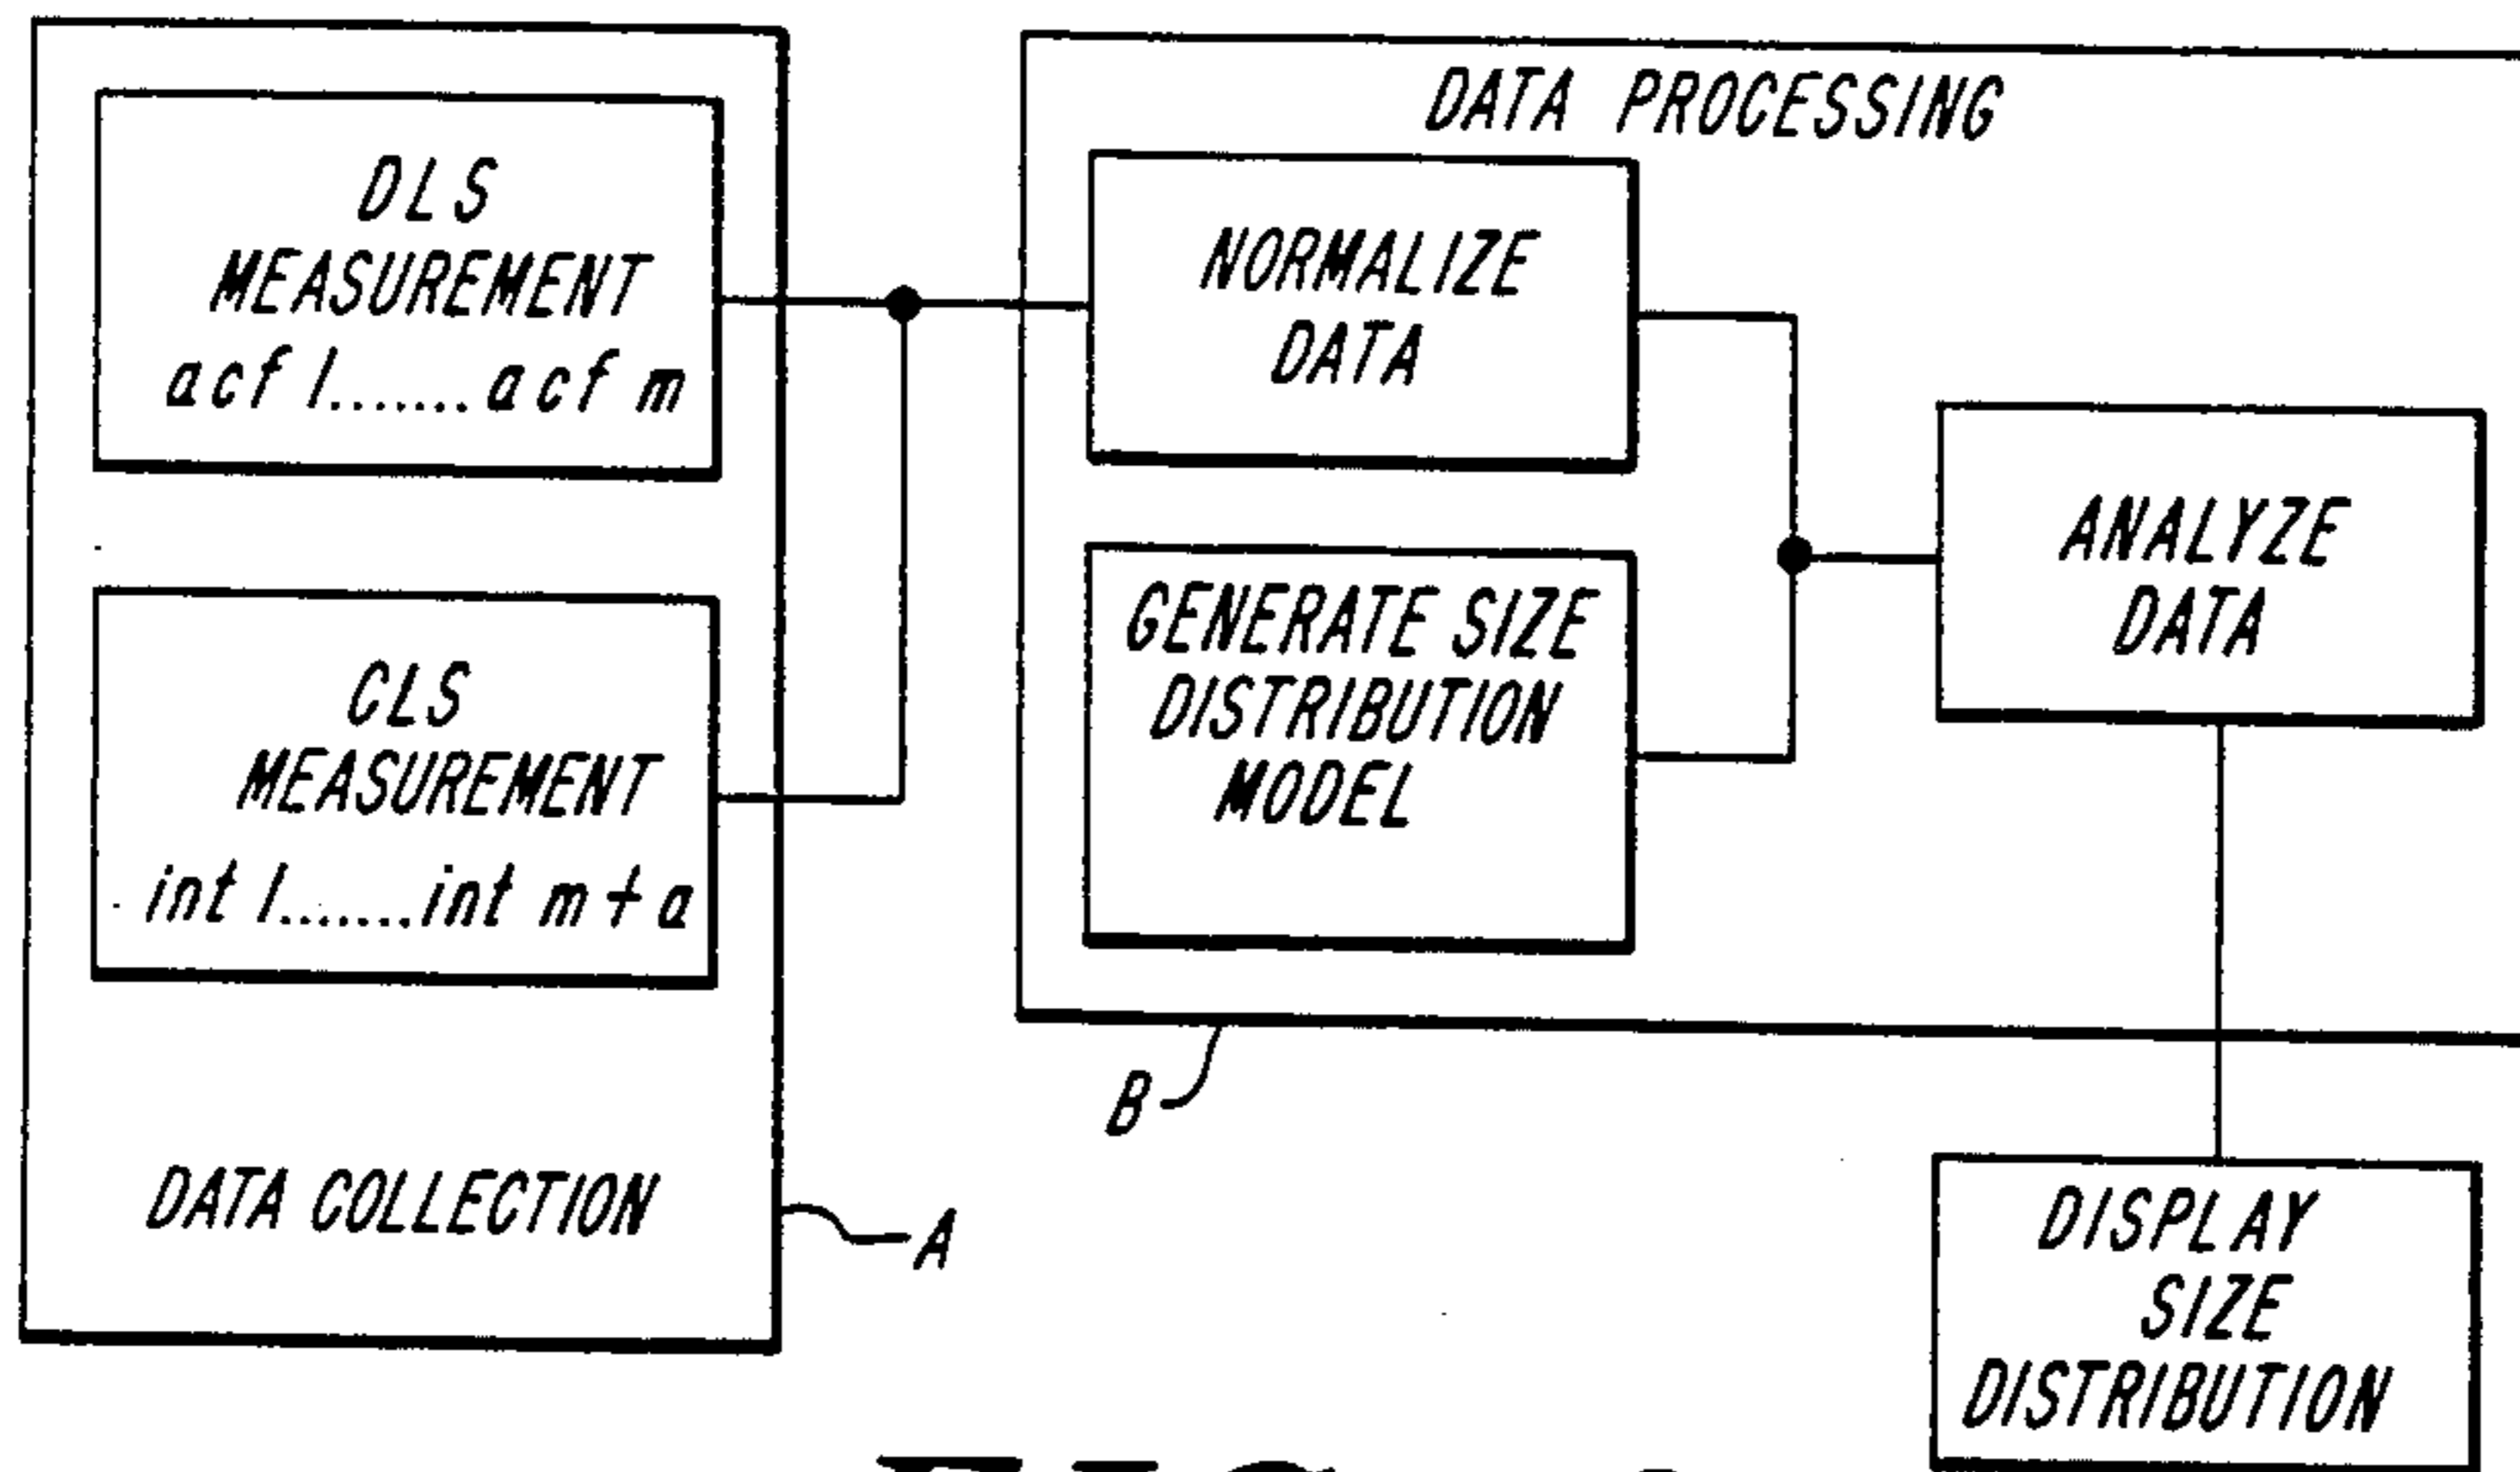 DLS
MEASUREMENT
acf 1.......acf m
CLS
MEASUREMENT
int 1.......int m+a
DATA COLLECTION
A
DATA PROCESSING
NORMALIZE
DATA
GENERATE SIZE
DISTRIBUTION
MODEL
ANALYZE
DATA
B
DISPLAY
SIZE
DISTRIBUTION